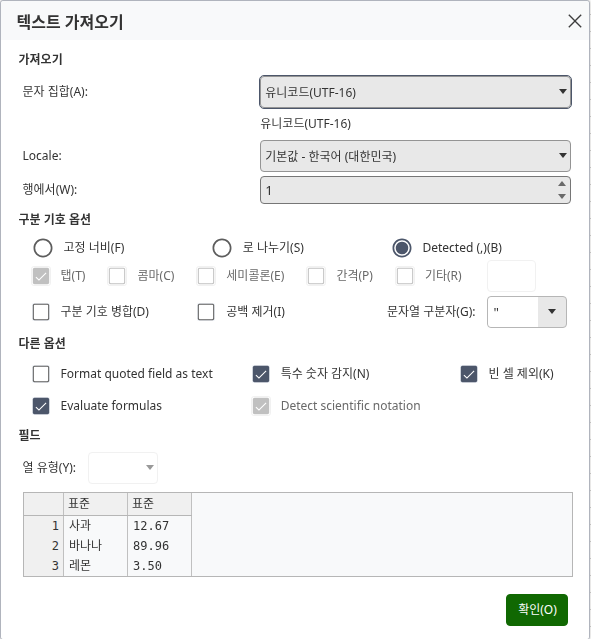 텍스트 가져오기
가져오기
문자 집합(A): 유니코드(UTF-16)
유니코드(UTF-16)
Locale: 기본값 - 한국어 (대한민국)
행에서(W): 1
구분 기호 옵션
고정 너비(F) 로 나누기(S) Detected (,)(B)
탭(T) 콤마(C) 세미콜론(E) 간격(P) 기타(R)
구분 기호 병합(D) 공백 제거(I) 문자열 구분자(G): "
다른 옵션
Format quoted field as text 특수 숫자 감지(N) 빈 셀 제외(K)
Evaluate formulas Detect scientific notation
필드
열 유형(Y):
표준 표준
1 사과 12.67
2 바나나 89.96
3 레몬 3.50
확인(O)